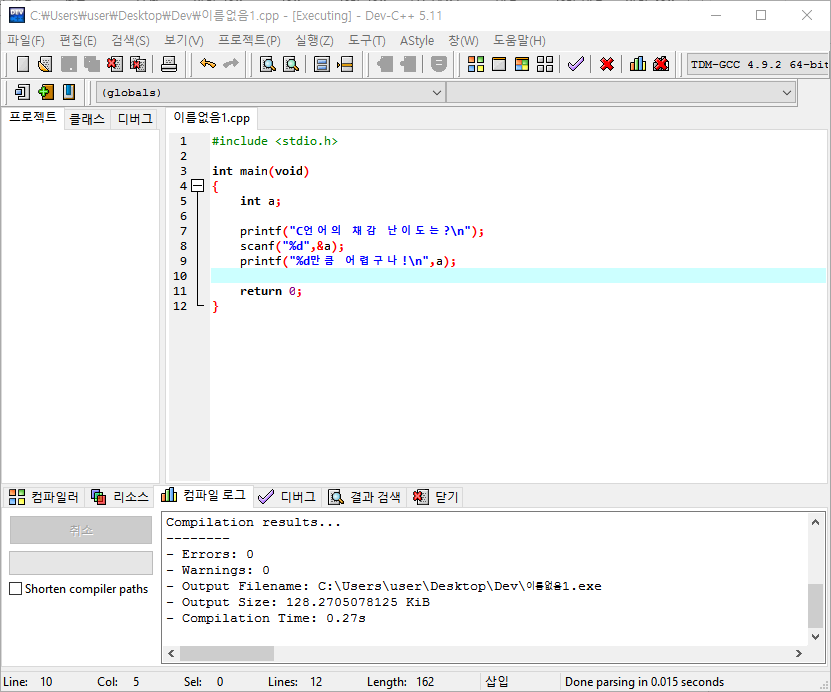 C:₩Users₩user₩Desktop₩Dev₩이름없음1.cpp - [Executing] - Dev-C++ 5.11
파일(F) 편집(E) 검색(S) 보기(V) 프로젝트(P) 실행(Z) 도구(T) AStyle 창(W) 도움말(H)
TDM-GCC 4.9.2 64-bit
(globals)
프로젝트 클래스 디버그 이름없음1.cpp
1 #include <stdio.h>
2
3 int main(void)
4 {
5 int a;
6
7 printf("C언어의 채감 난이도는?\n");
8 scanf("%d",&a);
9 printf("%d만큼 어렵구나!\n",a);
10
11 return 0;
12 }
컴파일러 리소스 컴파일 로그 디버그 결과 검색 닫기
취소
Shorten compiler paths
Compilation results...
--------
- Errors: 0
- Warnings: 0
- Output Filename: C:\Users\user\Desktop\Dev\이름없음1.exe
- Output Size: 128.2705078125 KiB
- Compilation Time: 0.27s
Line: 10 Col: 5 Sel: 0 Lines: 12 Length: 162 삽입 Done parsing in 0.015 seconds